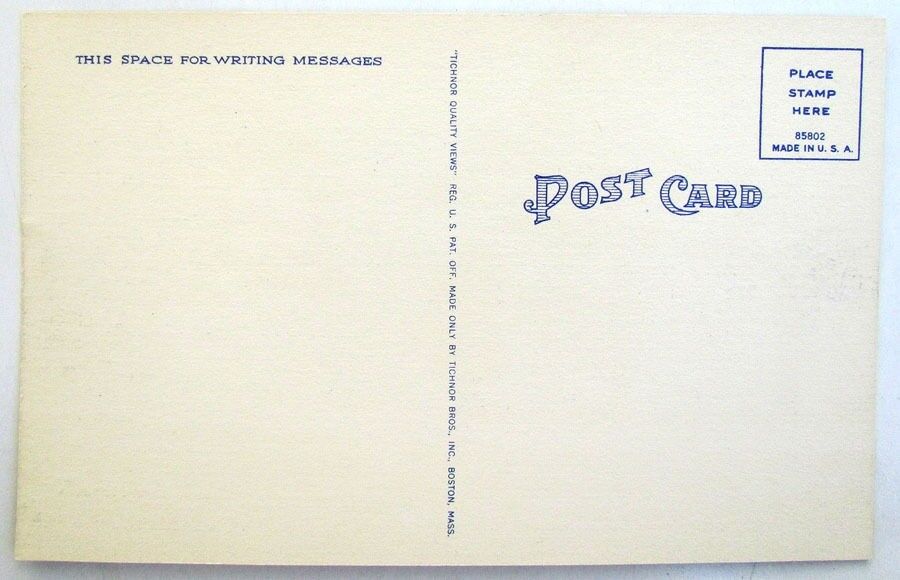 THIS SPACE FOR WRITING MESSAGES
"TICHNOR QUALITY VIEWS" REG. U. S. PAT. OFF. MADE ONLY BY TICHNOR BROS., INC., BOSTON, MASS.
PLACE
STAMP
HERE
85802
MADE IN U. S. A.
POST CARD